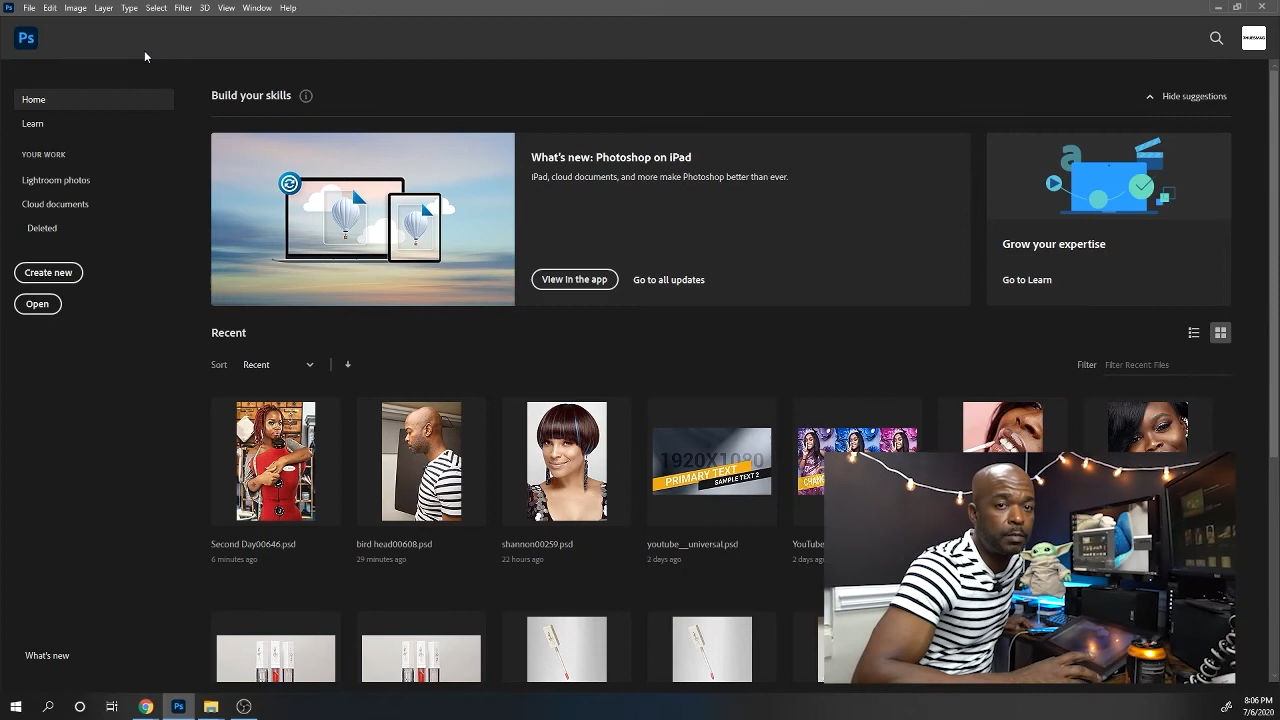 File Edit Image Layer Type Select Filter 3D View Window Help
Ps
Home
Learn
YOUR WORK
Lightroom photos
Cloud documents
Deleted
Create new
Open
What's new
Build your skills
Hide suggestions
What's new: Photoshop on iPad
iPad, cloud documents, and more make Photoshop better than ever.
View in the app Go to all updates
Grow your expertise
Go to Learn
Recent
Sort Recent
Filter Filter Recent Files
1920X1080
PRIMARY TEXT
SAMPLE TEXT 2
Second Day00646.psd
6 minutes ago
bird head00608.psd
29 minutes ago
shannon00259.psd
22 hours ago
youtube__universal.psd
2 days ago
YouTube
2 days ago
Ps
8:06 PM
7/6/2020